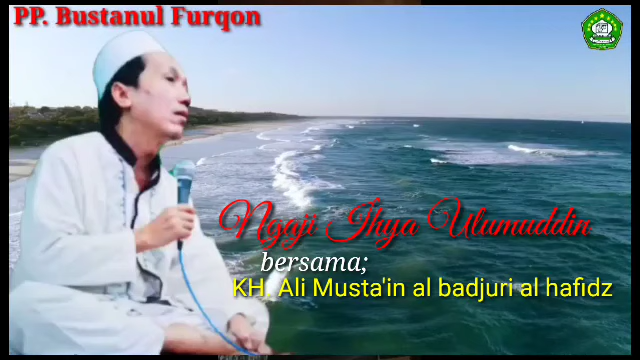 PP. Bustanul Furqon
Ngaji Ihya Ulumuddin
bersama;
KH. Ali Musta'in al badjuri al hafidz